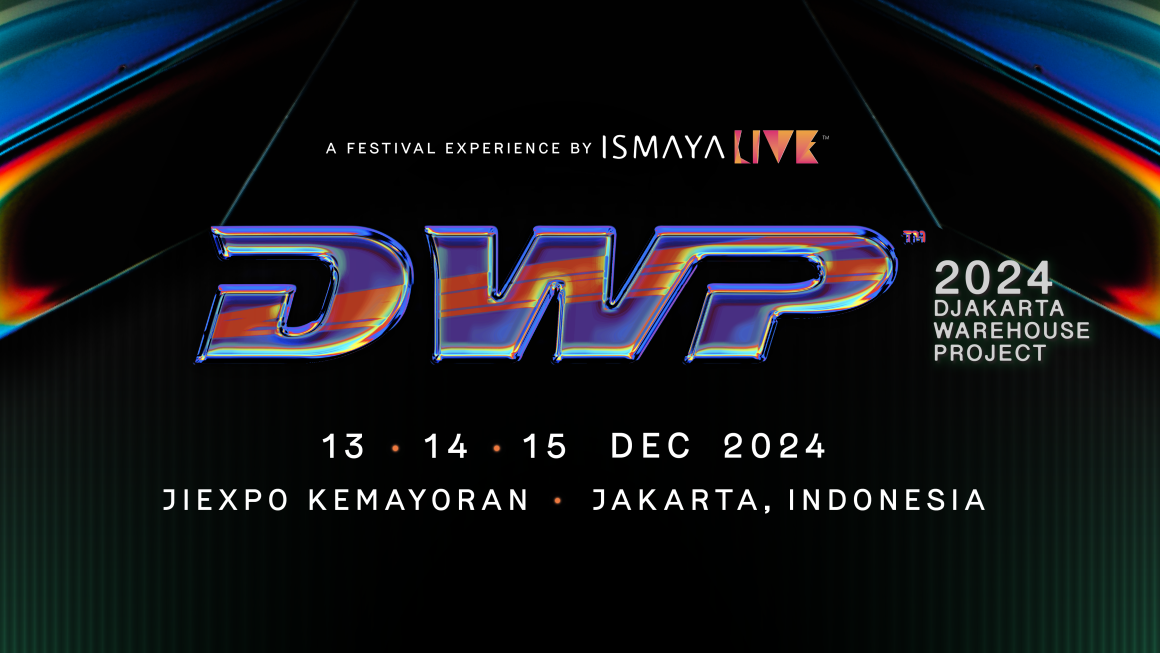 A FESTIVAL EXPERIENCE BY ISMAYA LIVE™
DWP™
2024
DJAKARTA
WAREHOUSE
PROJECT
13 • 14 • 15 DEC 2024
JIEXPO KEMAYORAN • JAKARTA, INDONESIA